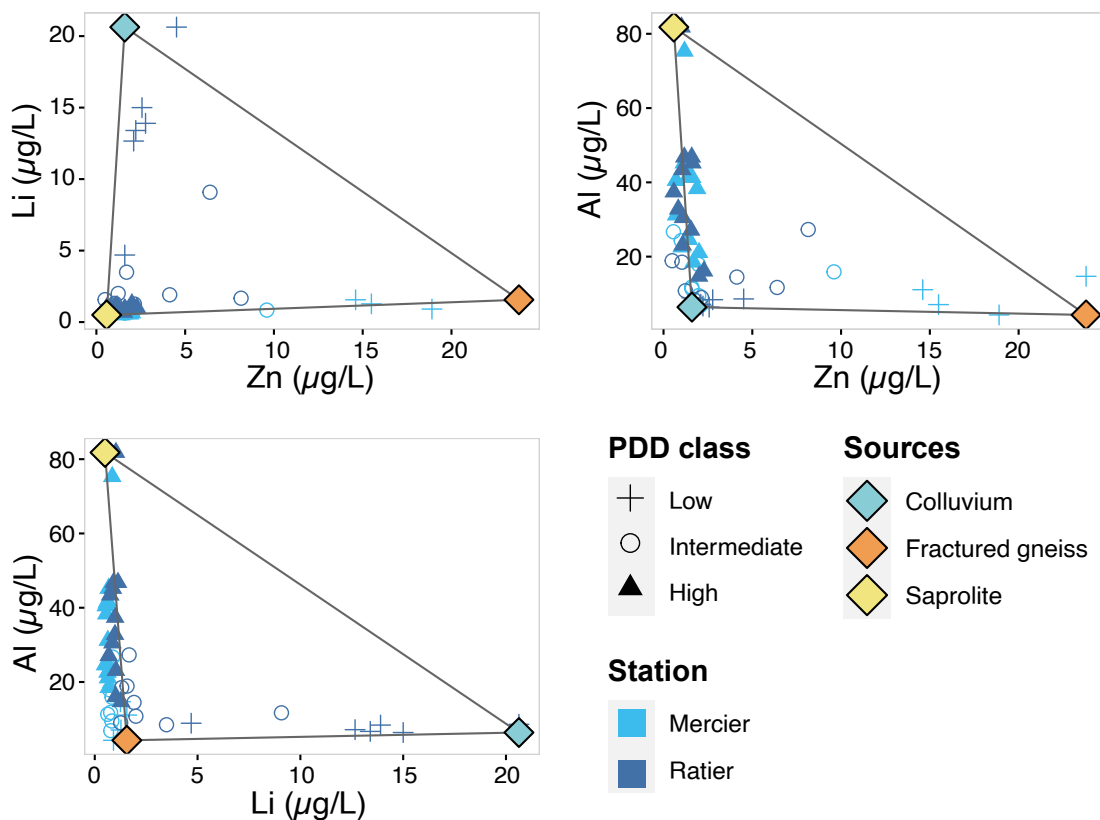 20
15
10
5
0
Li (µg/L)
0
5
10
15
20
Zn (µg/L)
80
60
40
20
Al (µg/L)
0
5
10
15
20
Zn (µg/L)
80
60
40
20
Al (µg/L)
0
5
10
15
20
Li (µg/L)
PDD class
Low
Intermediate
High
Sources
Colluvium
Fractured gneiss
Saprolite
Station
Mercier
Ratier